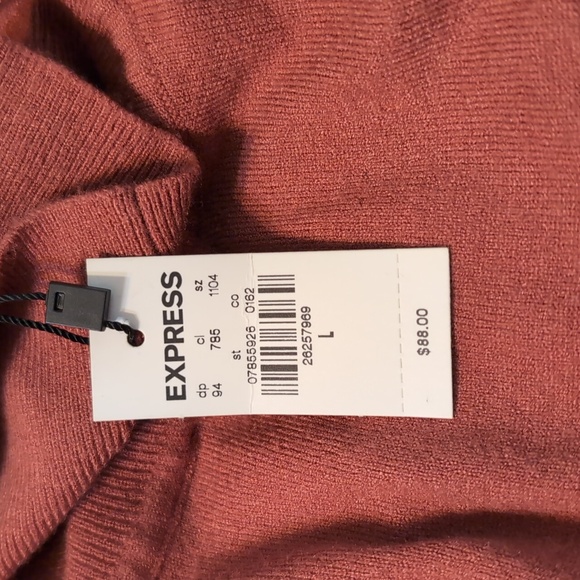 EXPRESS
dp cl sz
94 785 1104
st co
07855926 0162
26257969
L
$88.00